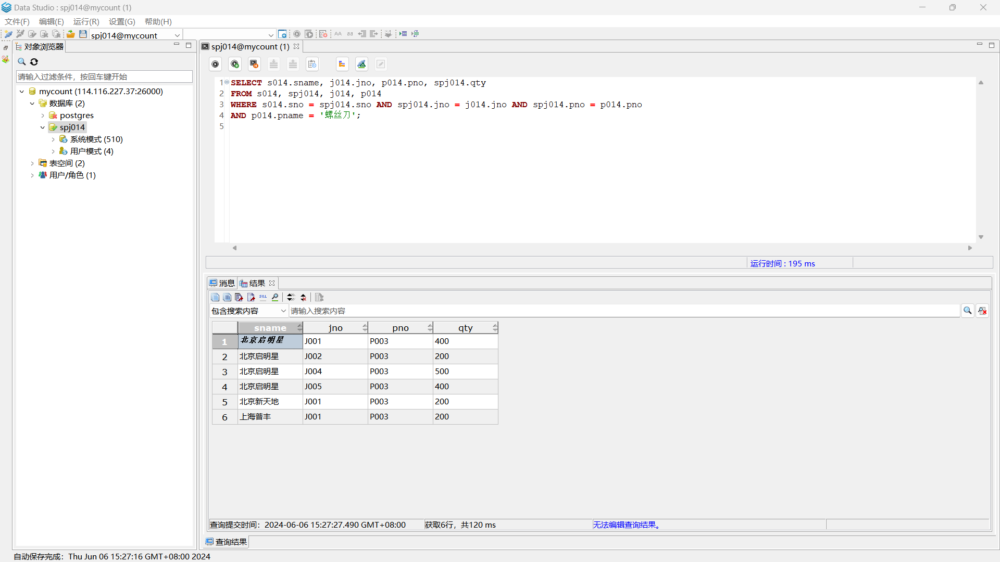 Data Studio : spj014@mycount (1)
文件(F) 编辑(E) 运行(R) 设置(G) 帮助(H)
spj014@mycount
AA aa
对象浏览器
请输入过滤条件，按回车键开始
mycount (114.116.227.37:26000)
数据库 (2)
postgres
spj014
系统模式 (510)
用户模式 (4)
表空间 (2)
用户/角色 (1)
spj014@mycount (1)
1 SELECT s014.sname, j014.jno, p014.pno, spj014.qty
2 FROM s014, spj014, j014, p014
3 WHERE s014.sno = spj014.sno AND spj014.jno = j014.jno AND spj014.pno = p014.pno
4 AND p014.pname = '螺丝刀';
5
运行时间 : 195 ms
消息 结果
SQL
包含搜索内容 请输入搜索内容
sname jno pno qty
1 北京启明星 J001 P003 400
2 北京启明星 J002 P003 200
3 北京启明星 J004 P003 500
4 北京启明星 J005 P003 400
5 北京新天地 J001 P003 200
6 上海普丰 J001 P003 200
查询提交时间：2024-06-06 15:27:27.490 GMT+08:00 获取6行，共120 ms 无法编辑查询结果。
查询结果
自动保存完成：Thu Jun 06 15:27:16 GMT+08:00 2024